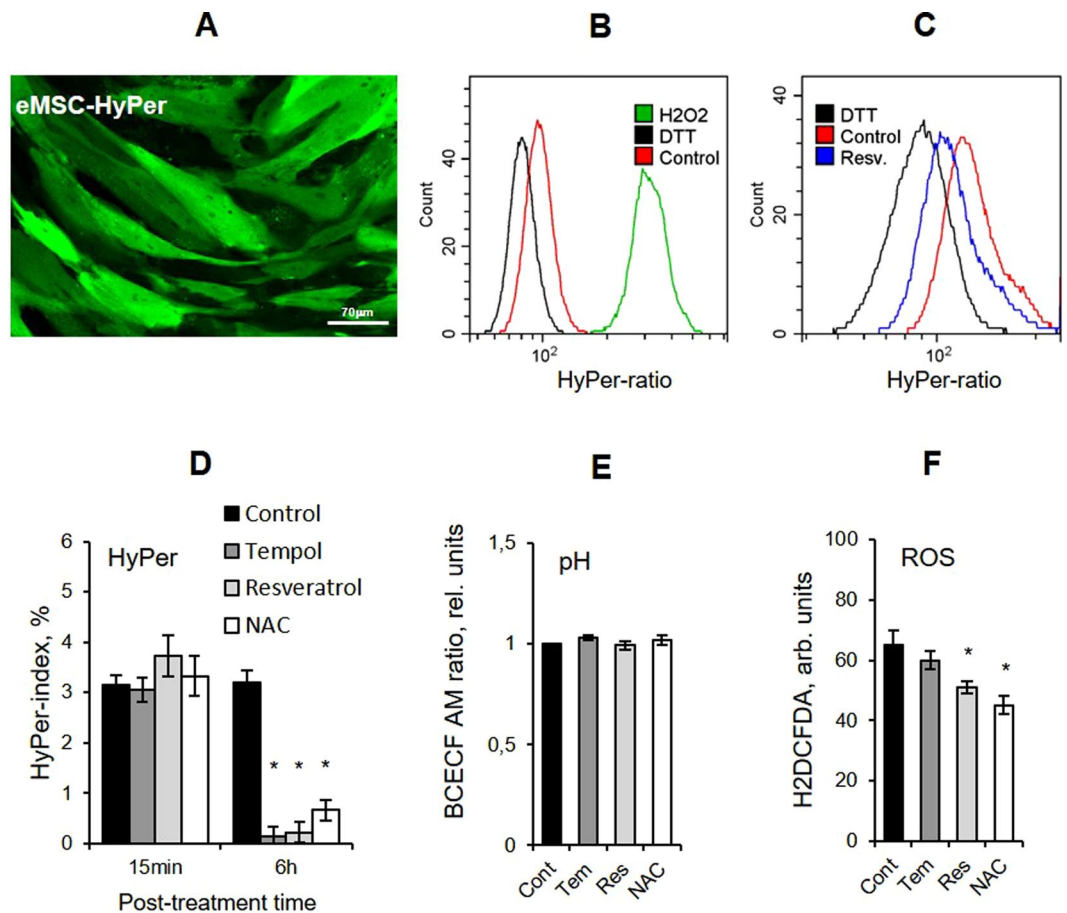 A
eMSC-HyPer
70µm
B
H2O2
DTT
Control
Count
40
20
0
10²
HyPer-ratio
C
DTT
Control
Resv.
Count
40
20
0
10²
HyPer-ratio
D
Control
Tempol
Resveratrol
NAC
HyPer
HyPer-index, %
6
5
4
3
2
1
0
* * *
15min 6h
Post-treatment time
E
pH
BCECF AM ratio, rel. units
1,5
1
0,5
0
Cont Tem Res NAC
F
ROS
H2DCFDA, arb. units
100
80
60
40
20
0
* *
Cont Tem Res NAC